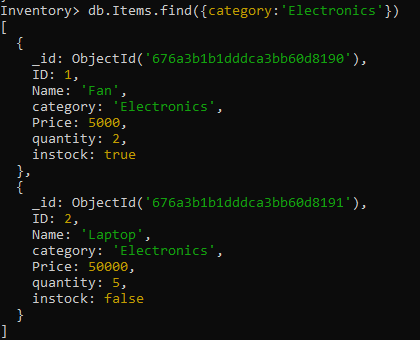 Inventory> db.Items.find({category:'Electronics'})
[
  {
    _id: ObjectId('676a3b1b1dddca3bb60d8190'),
    ID: 1,
    Name: 'Fan',
    category: 'Electronics',
    Price: 5000,
    quantity: 2,
    instock: true
  },
  {
    _id: ObjectId('676a3b1b1dddca3bb60d8191'),
    ID: 2,
    Name: 'Laptop',
    category: 'Electronics',
    Price: 50000,
    quantity: 5,
    instock: false
  }
]